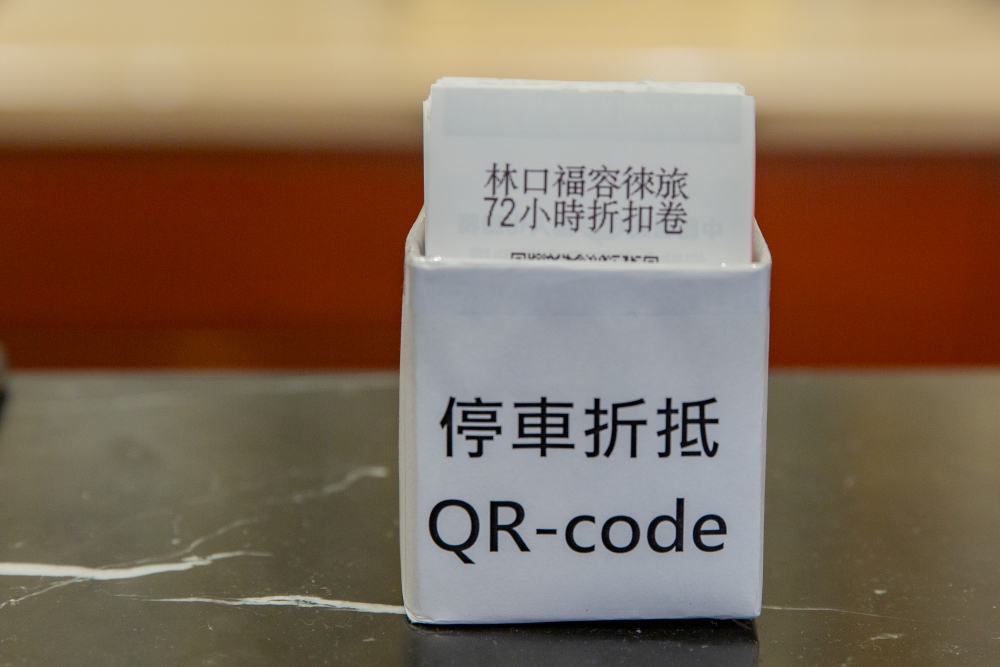 林口福容徠旅
72小時折扣卷
停車折抵
QR-code